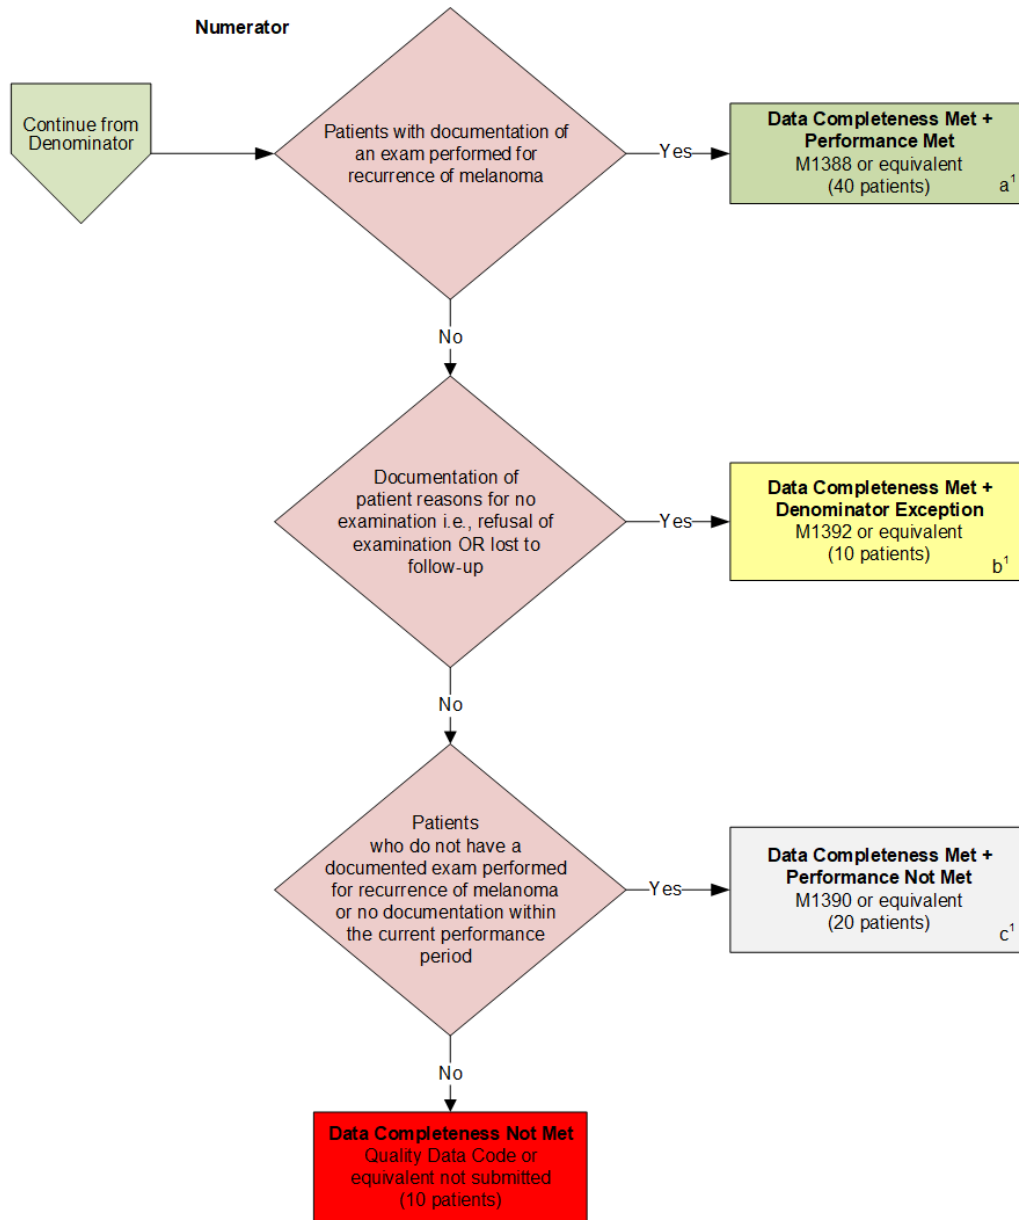 Numerator
Continue from
Denominator
Patients with documentation of
an exam performed for
recurrence of melanoma
Yes
Data Completeness Met +
Performance Met
M1388 or equivalent
(40 patients)
a¹
No
Documentation of
patient reasons for no
examination i.e., refusal of
examination OR lost to
follow-up
Yes
Data Completeness Met +
Denominator Exception
M1392 or equivalent
(10 patients)
b¹
No
Patients
who do not have a
documented exam performed
for recurrence of melanoma
or no documentation within
the current performance
period
Yes
Data Completeness Met +
Performance Not Met
M1390 or equivalent
(20 patients)
c¹
No
Data Completeness Not Met
Quality Data Code or
equivalent not submitted
(10 patients)